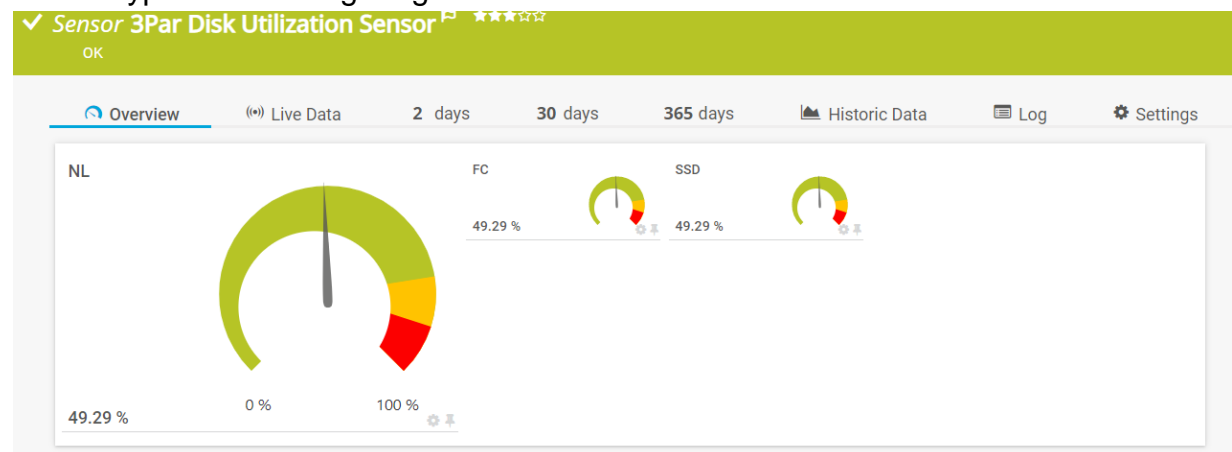 Sensor 3Par Disk Utilization Sensor
OK
Overview Live Data 2 days 30 days 365 days Historic Data Log Settings
NL
0 % 100 %
49.29 %
FC
49.29 %
SSD
49.29 %